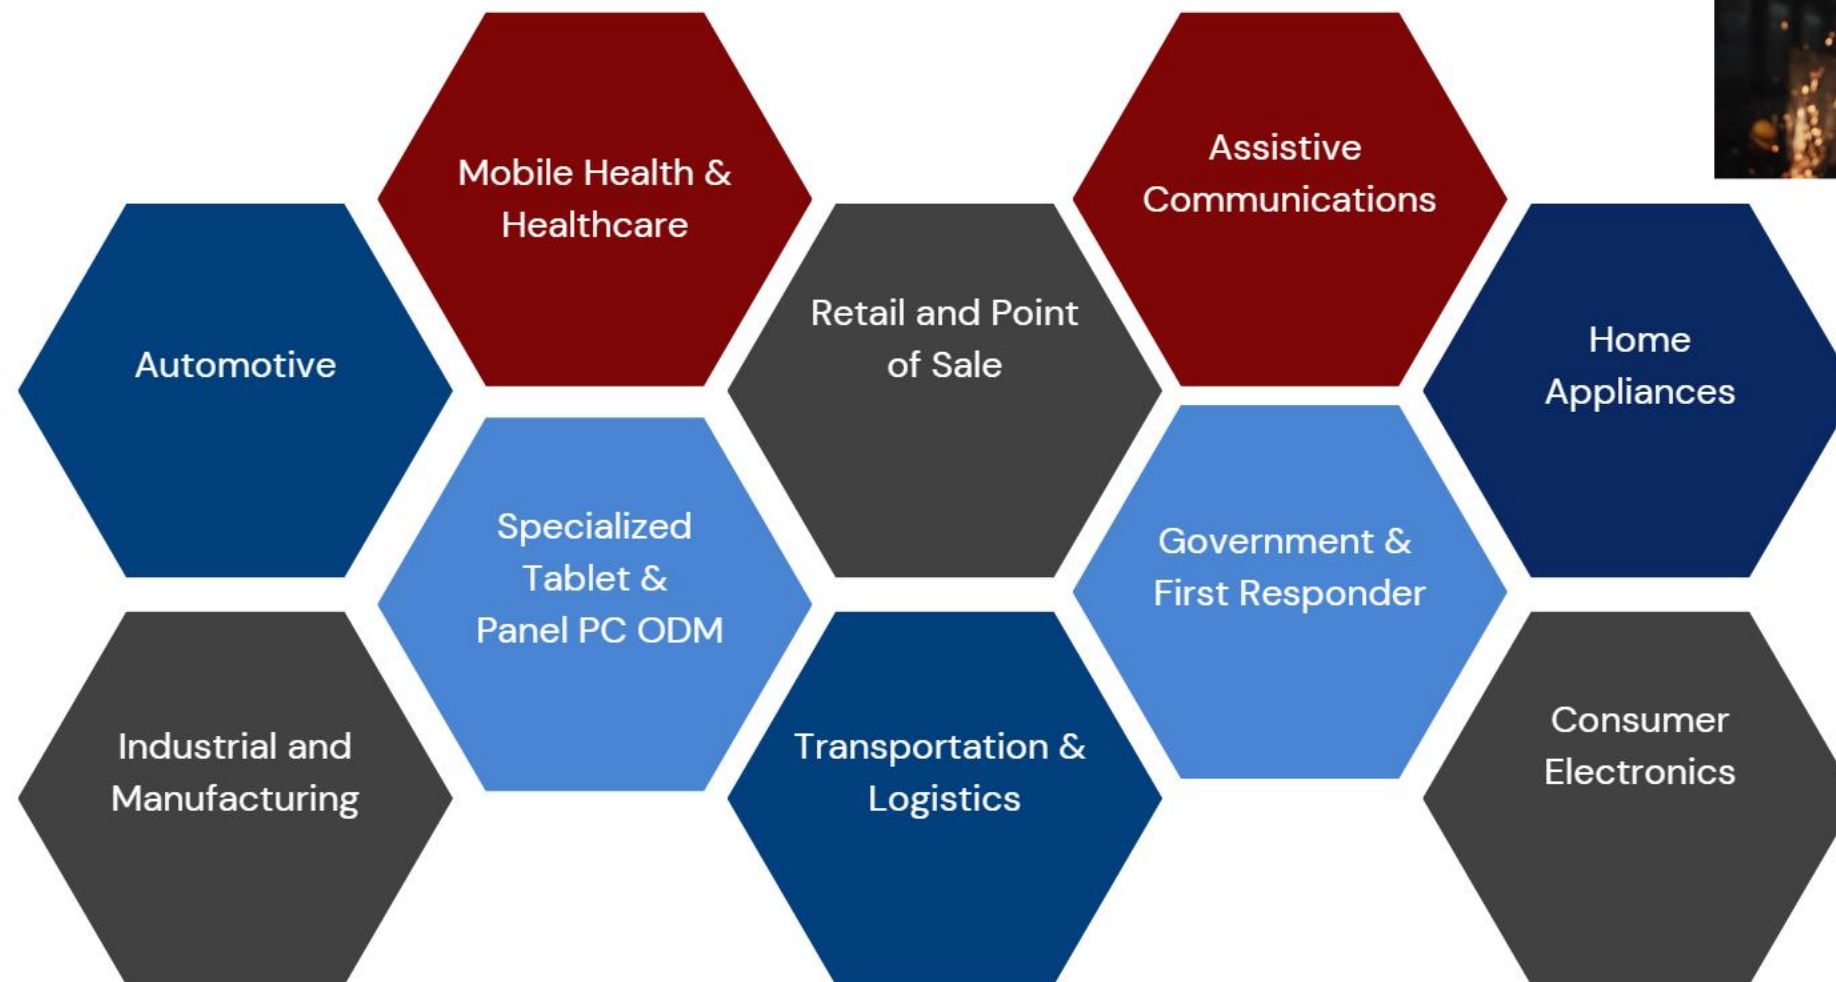 Mobile Health &
Healthcare
Assistive
Communications
Automotive
Retail and Point
of Sale
Home
Appliances
Specialized
Tablet &
Panel PC ODM
Government &
First Responder
Industrial and
Manufacturing
Transportation &
Logistics
Consumer
Electronics